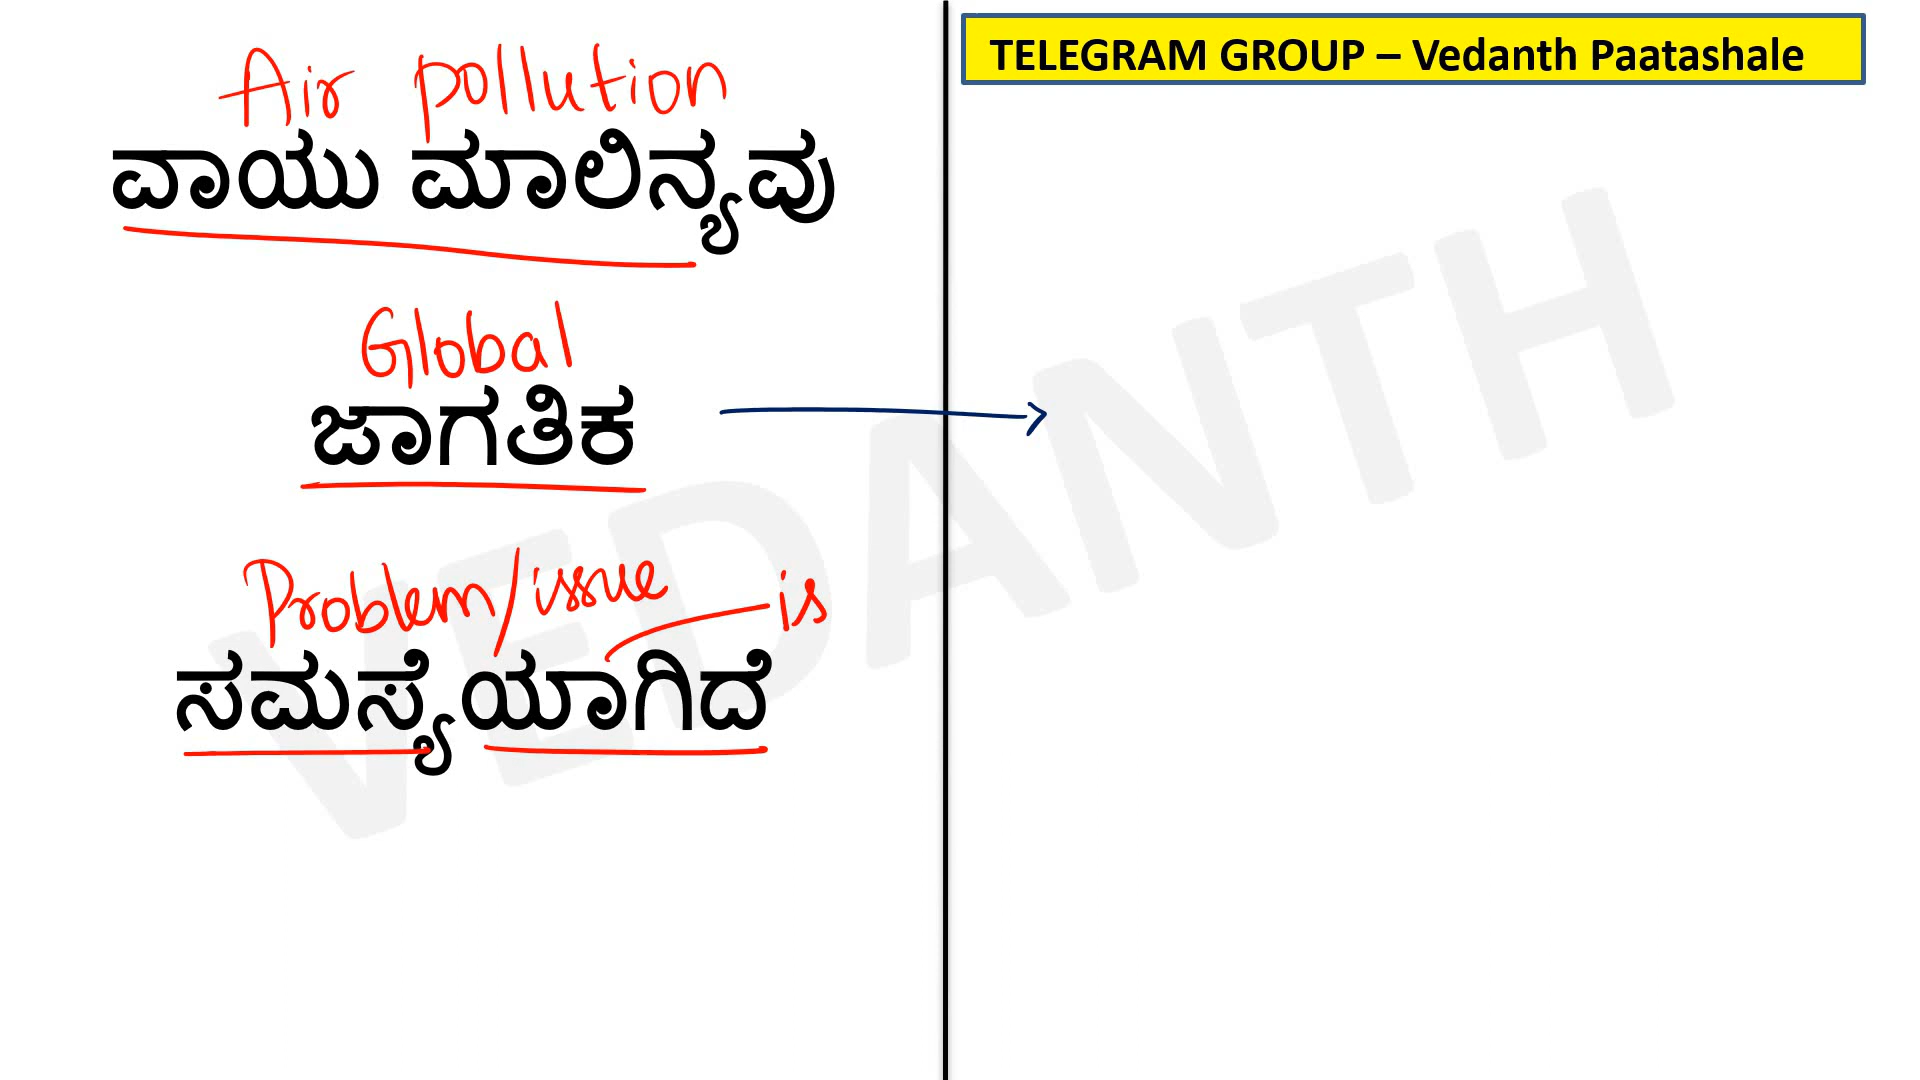 TELEGRAM GROUP – Vedanth Paatashale
Air pollution
ವಾಯು ಮಾಲಿನ್ಯವು
Global
ಜಾಗತಿಕ
Problem/issue is
ಸಮಸ್ಯೆಯಾಗಿದೆ
VEDANTH